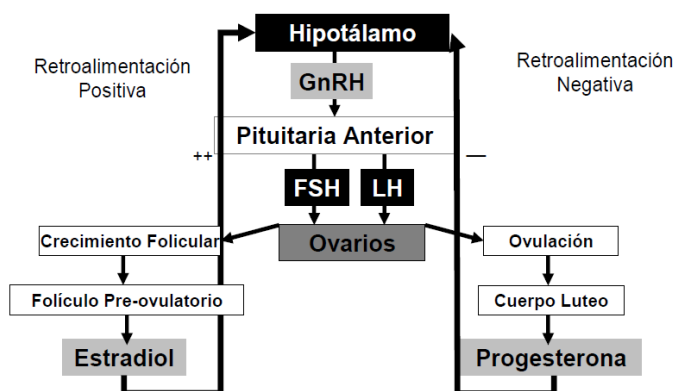 Hipotálamo
Retroalimentación
Positiva
Retroalimentación
Negativa
GnRH
Pituitaria Anterior
++
—
FSH
LH
Crecimiento Folicular
Ovarios
Ovulación
Folículo Pre-ovulatorio
Cuerpo Luteo
Estradiol
Progesterona